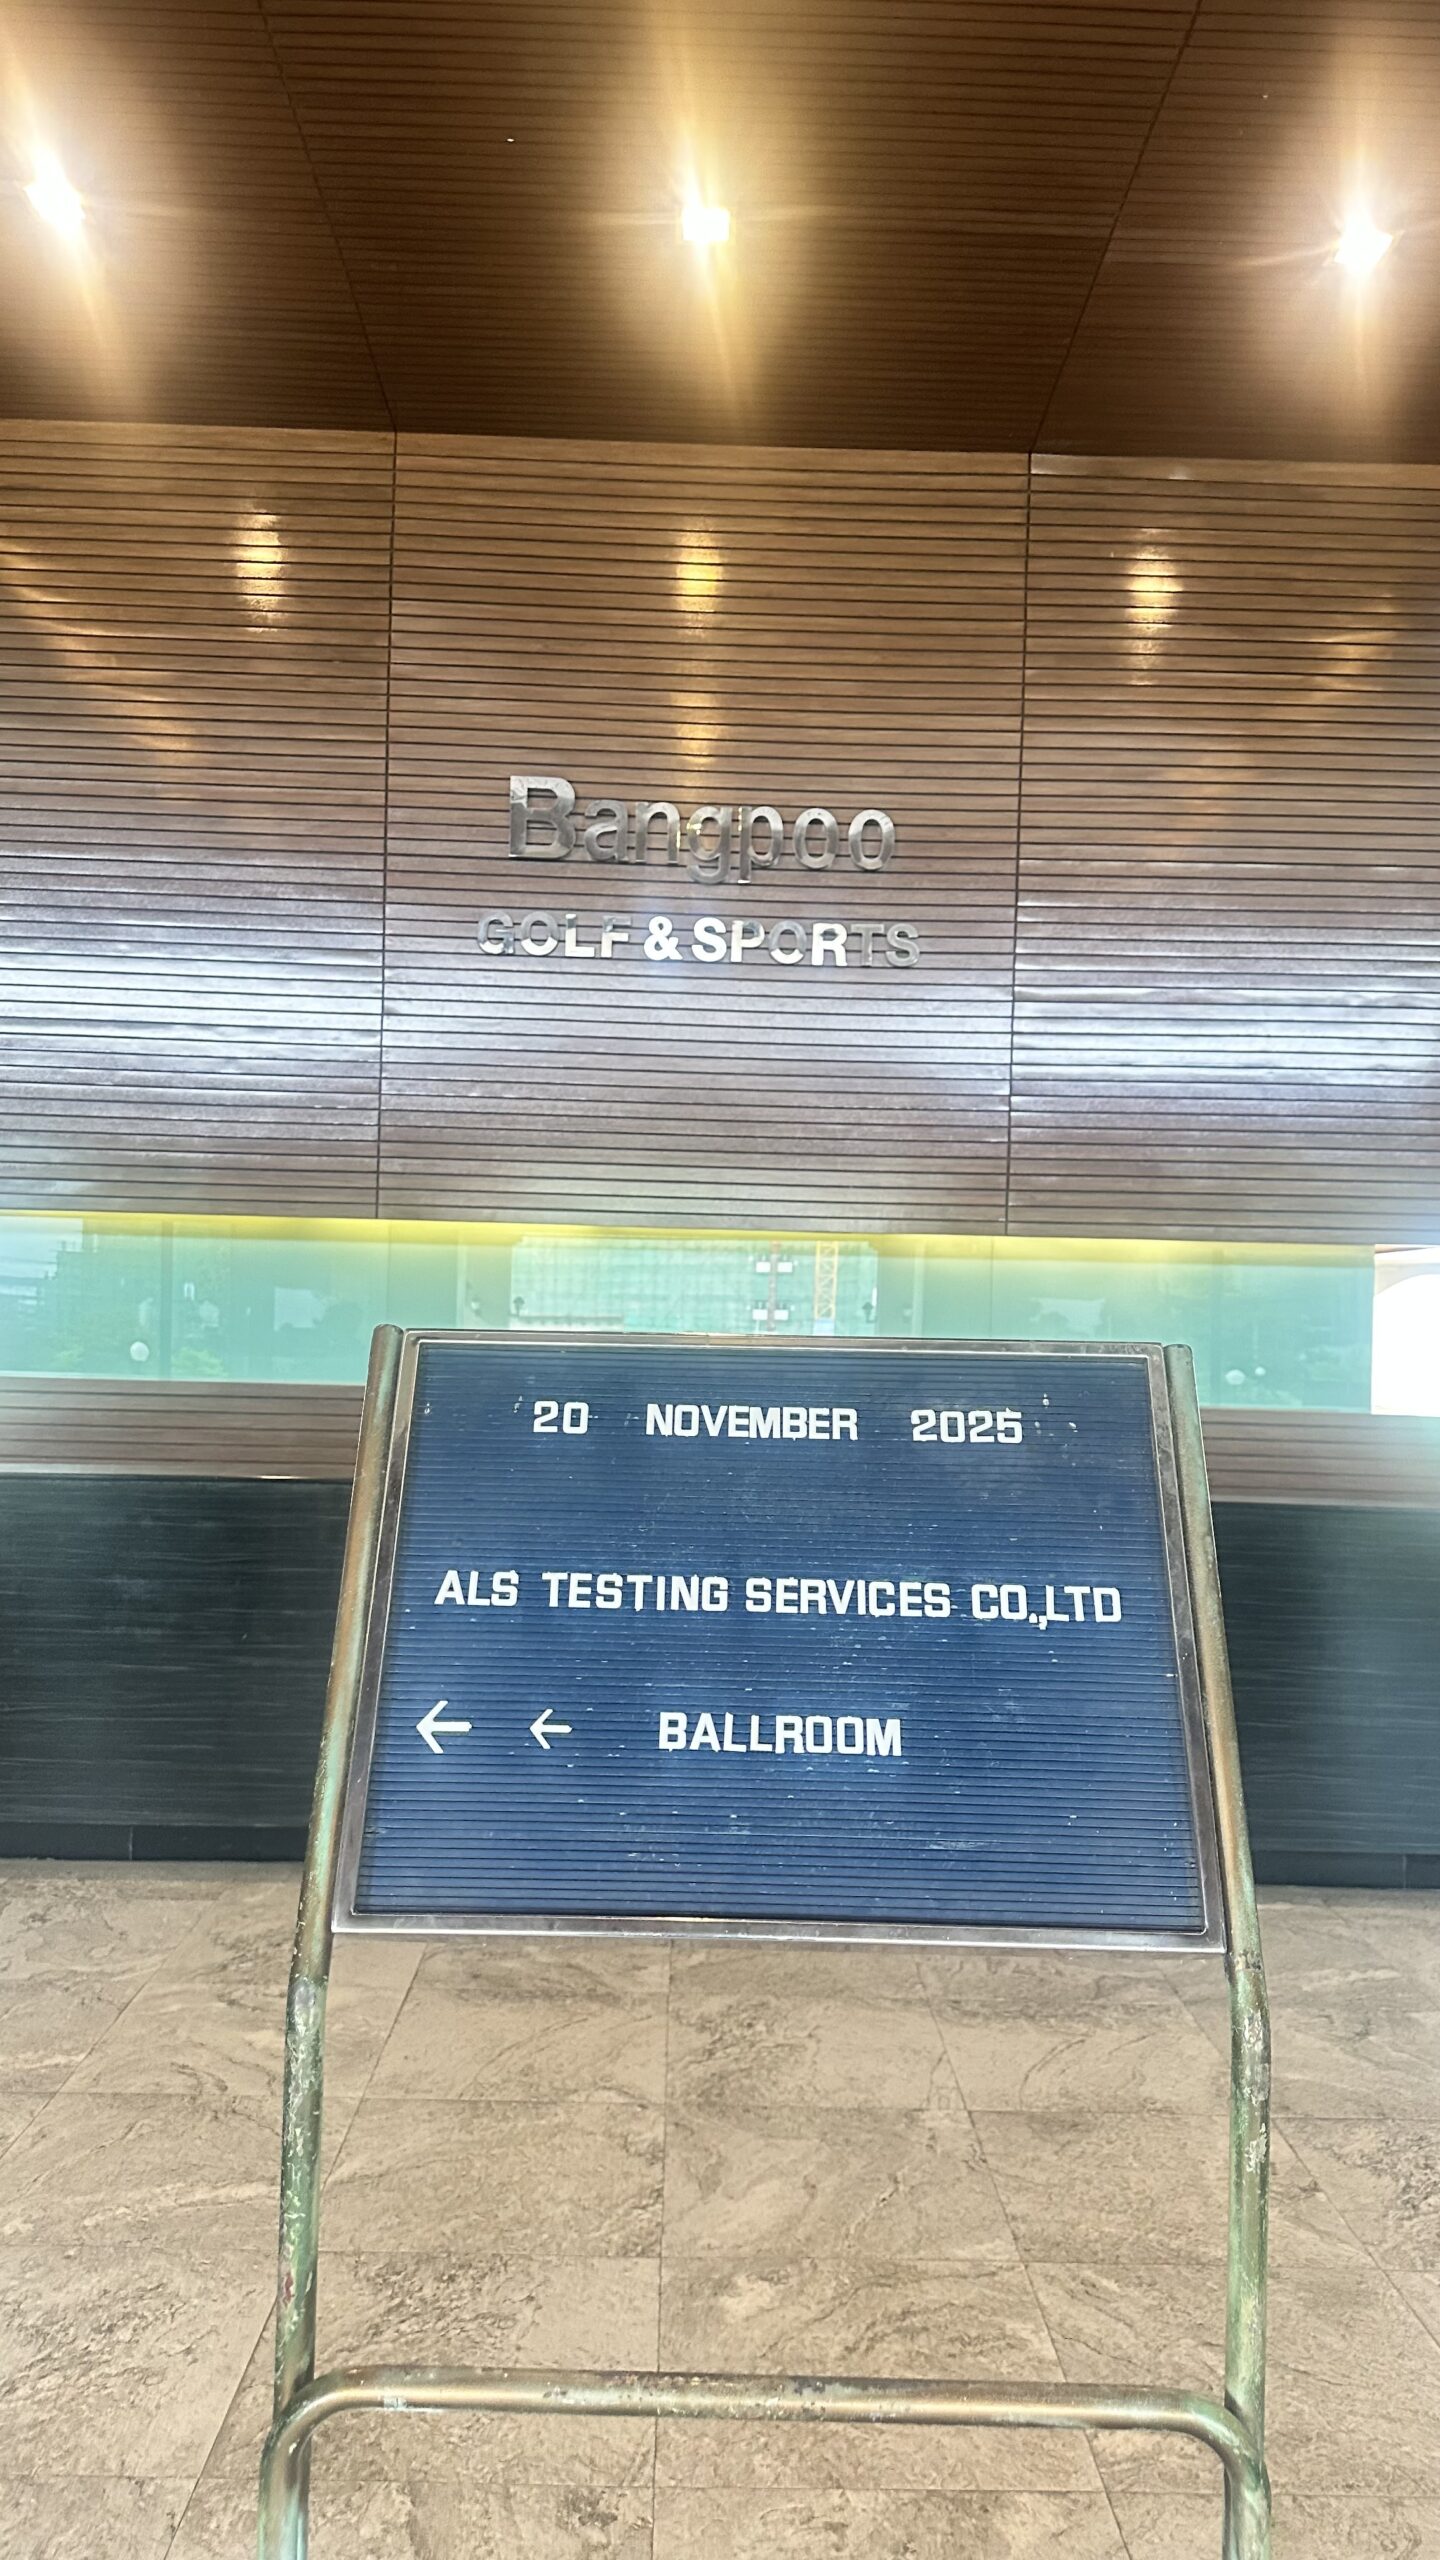 Bangpoo
GOLF & SPORTS
20 NOVEMBER 2025
ALS TESTING SERVICES CO.,LTD
← ← BALLROOM